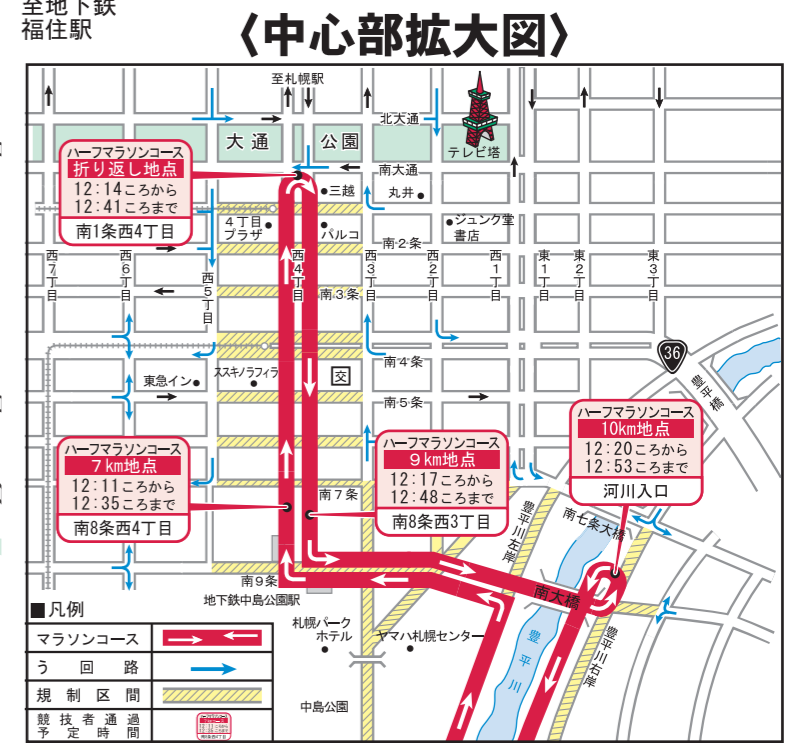 至地下鉄
福住駅
〈中心部拡大図〉
至札幌駅
北大通
大通
公園
テレビ塔
南大通
ハーフマラソンコース
折り返し地点
12:14ころから
12:41ころまで
南1条西4丁目
三越
丸井
4丁目
プラザ
パルコ
ジュンク堂
書店
南2条
西7丁目
西6丁目
西5丁目
西4丁目
西3丁目
西2丁目
西1丁目
東1丁目
東2丁目
東3丁目
南3条
36
豊平橋
南4条
東急イン
ススキノラフィラ
交
南5条
ハーフマラソンコース
7km地点
12:11ころから
12:35ころまで
南8条西4丁目
ハーフマラソンコース
9km地点
12:17ころから
12:48ころまで
南8条西3丁目
ハーフマラソンコース
10km地点
12:20ころから
12:53ころまで
河川入口
南7条
豊平川左岸
南七条大橋
南9条
地下鉄中島公園駅
南大橋
札幌パーク
ホテル
ヤマハ札幌センター
豊平川
豊平川右岸
中島公園
■凡例
マラソンコース
う回路
規制区間
競技者通過
予定時間